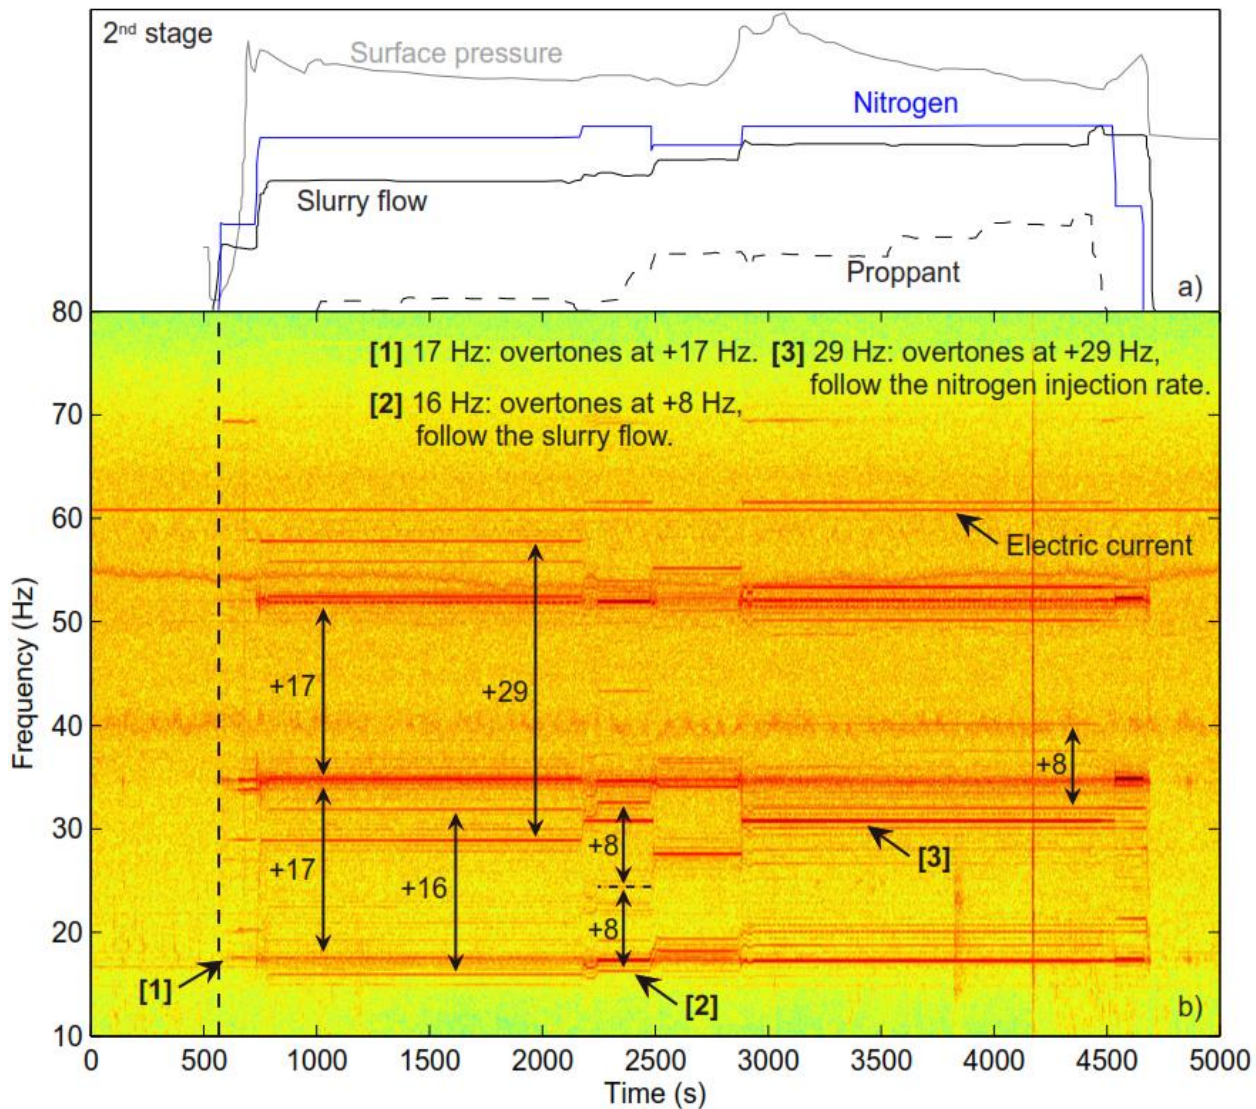 2nd stage
Surface pressure
Nitrogen
Slurry flow
Proppant
a)
[1] 17 Hz: overtones at +17 Hz.
[2] 16 Hz: overtones at +8 Hz,
follow the slurry flow.
[3] 29 Hz: overtones at +29 Hz,
follow the nitrogen injection rate.
80
70
60
50
40
30
20
10
Frequency (Hz)
Electric current
+17
+29
+8
+17
+16
+8
+8
[3]
[1]
[2]
b)
0 500 1000 1500 2000 2500 3000 3500 4000 4500 5000
Time (s)